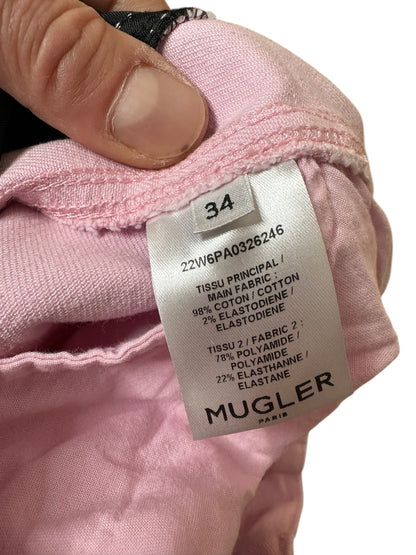 34
22W6PA0326246
TISSU PRINCIPAL /
MAIN FABRIC :
98% COTON / COTTON
2% ELASTODIENE /
ELASTODIENE
TISSU 2 / FABRIC 2 :
78% POLYAMIDE /
POLYAMIDE
22% ELASTHANNE /
ELASTANE
MUGLER
PARIS